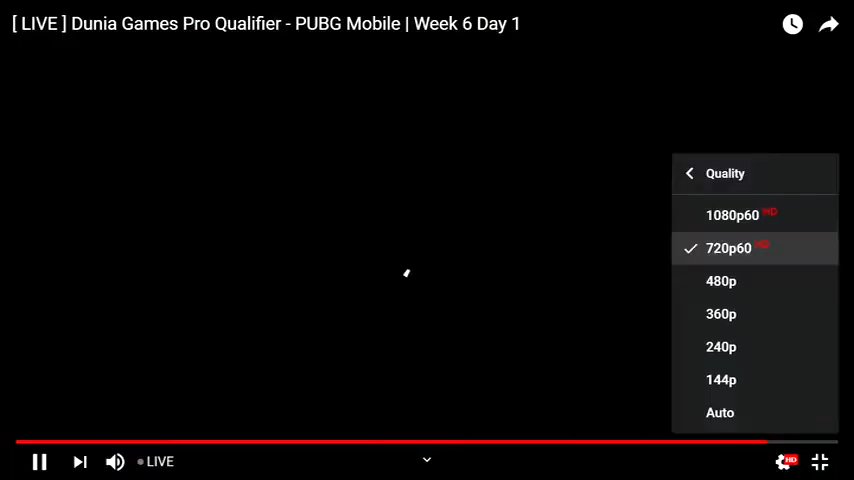 [ LIVE ] Dunia Games Pro Qualifier - PUBG Mobile | Week 6 Day 1
Quality
1080p60 HD
720p60 HD
480p
360p
240p
144p
Auto
LIVE
HD